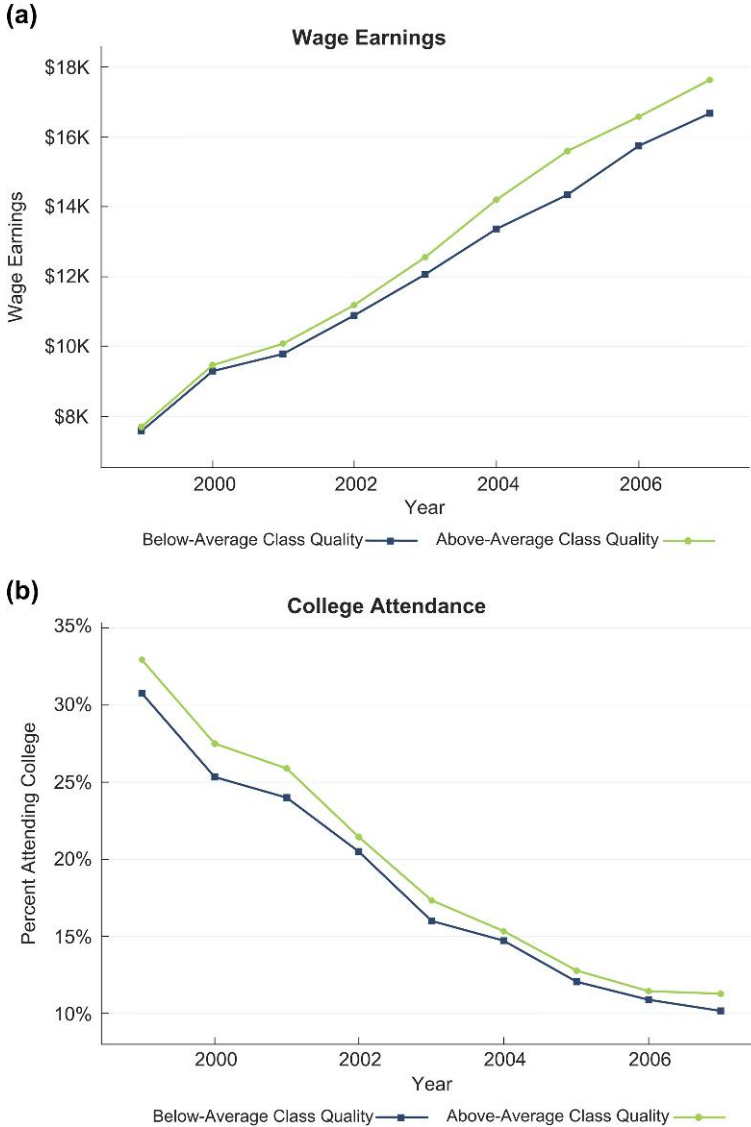 (a)
Wage Earnings
$18K
$16K
$14K
$12K
$10K
$8K
Wage Earnings
2000 2002 2004 2006
Year
Below-Average Class Quality Above-Average Class Quality
(b)
College Attendance
35%
30%
25%
20%
15%
10%
Percent Attending College
2000 2002 2004 2006
Year
Below-Average Class Quality Above-Average Class Quality